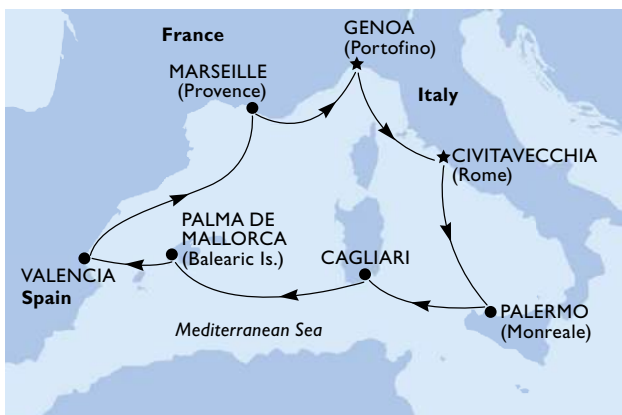 France
GENOA
(Portofino)
MARSEILLE
(Provence)
Italy
CIVITAVECCHIA
(Rome)
PALMA DE
MALLORCA
(Balearic Is.)
CAGLIARI
VALENCIA
Spain
PALERMO
(Monreale)
Mediterranean Sea